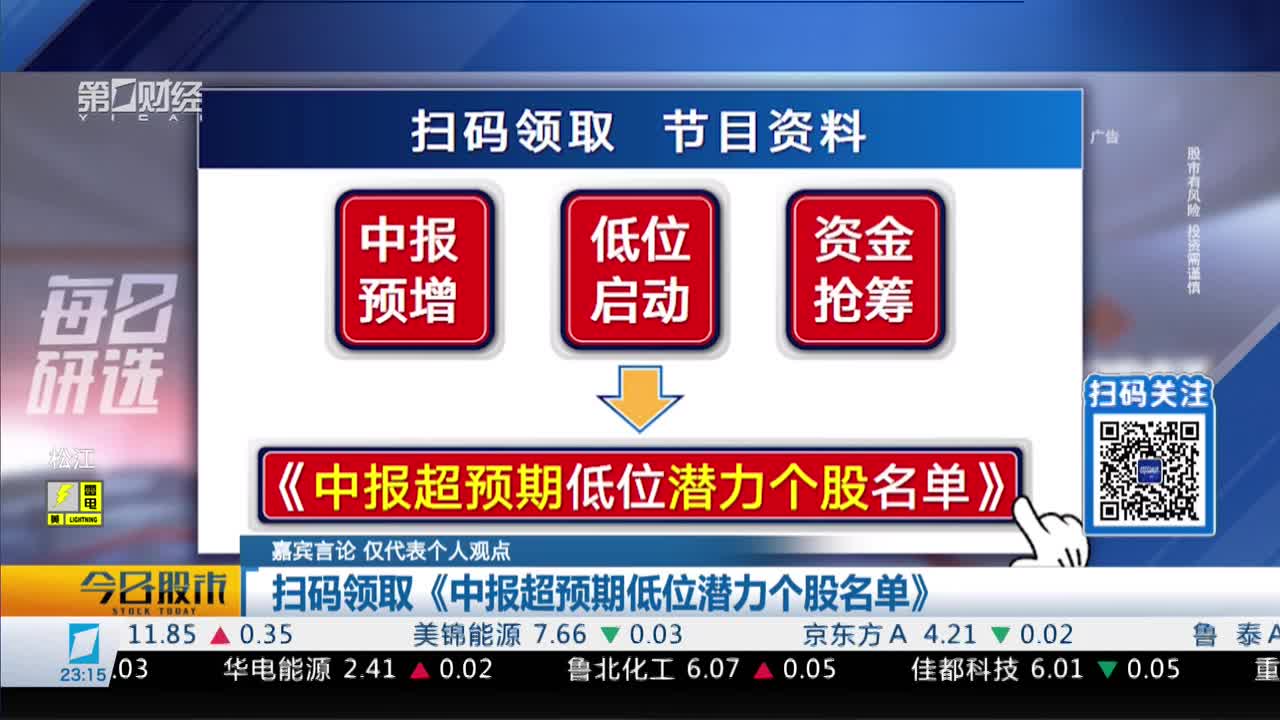 第一财经
YICAI
扫码领取 节目资料
广告
股市有风险 投资需谨慎
中报
预增
低位
启动
资金
抢筹
每日
研选
扫码关注
松江
雷
电
黄 LIGHTNING
《中报超预期低位潜力个股名单》
嘉宾言论 仅代表个人观点
今日股市
STOCK TODAY
扫码领取《中报超预期低位潜力个股名单》
11.85 ▲ 0.35 美锦能源 7.66 ▼ 0.03 京东方A 4.21 ▼ 0.02 鲁 泰A
23:15
.03 华电能源 2.41 ▲ 0.02 鲁北化工 6.07 ▲ 0.05 佳都科技 6.01 ▼ 0.05 重